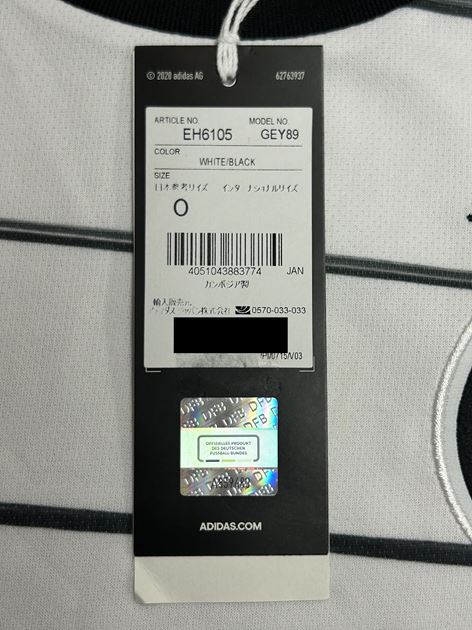 © 2020 adidas AG 62763937
ARTICLE NO. MODEL NO.
EH6105 GEY89
COLOR
WHITE/BLACK
SIZE
日本参考サイズ インターナショナルサイズ
O
4051043883774 JAN
カンボジア製
輸入販売元
アディダス ジャパン株式会社 0570-033-033
/PM0715/V03
DFB
OFFIZIELLES PRODUKT
DES DEUTSCHEN
FUSSBALL-BUNDES
ADIDAS.COM